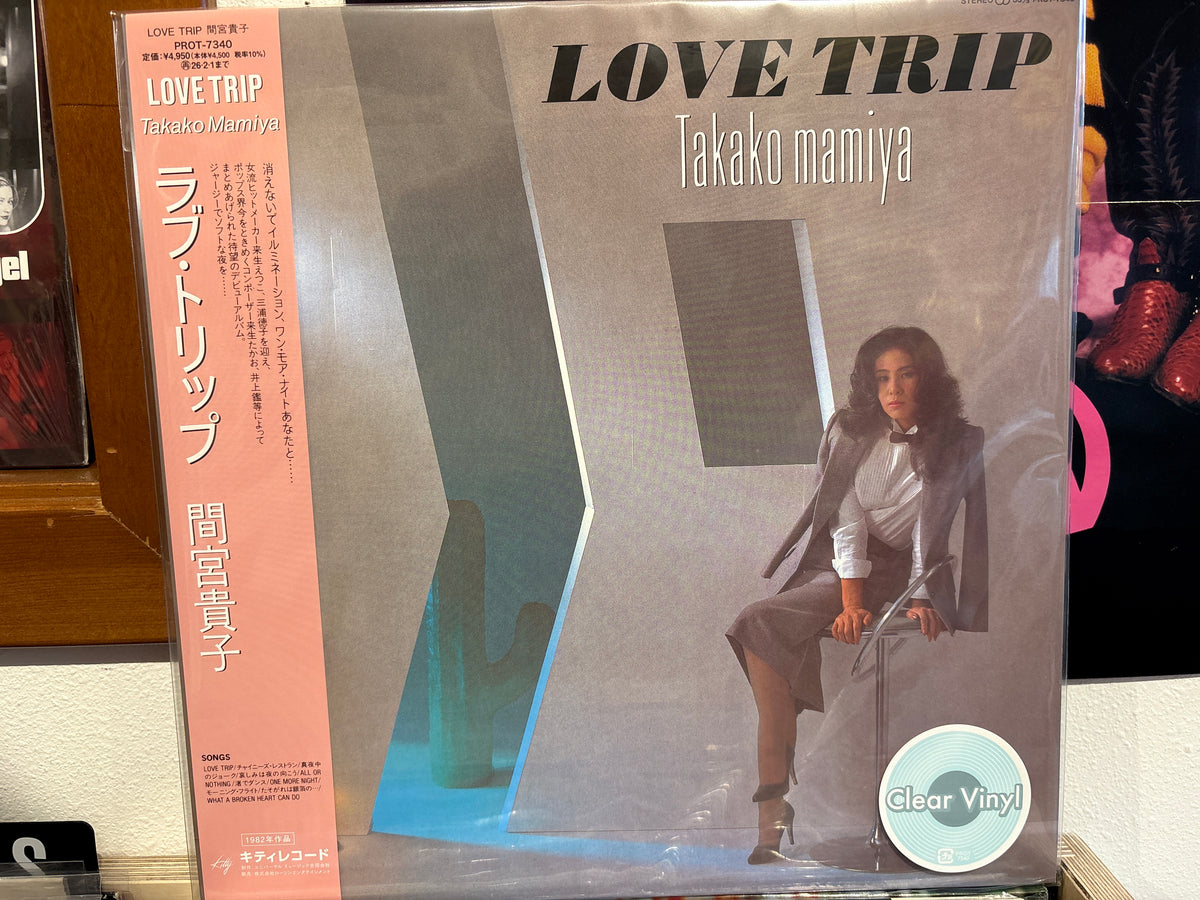 LOVE TRIP 間宮貴子
PROT-7340
定価:¥4,950(本体¥4,500 税率10%)
再 26・2・1まで
LOVE TRIP
Takako Mamiya
消えないでイルミネーション、ワン・モア・ナイトあなたと……
女流ヒットメーカー来生えつこ、三浦徳子を迎え、
ポップス界今をときめくコンポーザー来生たかお、井上鑑等によって
まとめあげられた待望のデビューアルバム。
ジャージーでソフトな夜を……
ラブ・トリップ 間宮貴子
SONGS
LOVE TRIP/チャイニーズ・レストラン/真夜中
のジョーク/哀しみは夜の向こう/ALL OR
NOTHING/渚でダンス/ONE MORE NIGHT/
モーニング・フライト/たそがれは銀箔の…/
WHAT A BROKEN HEART CAN DO
1982年作品
Kitty キティレコード
STEREO
LOVE TRIP
Takako mamiya
Clear Vinyl
gel
S